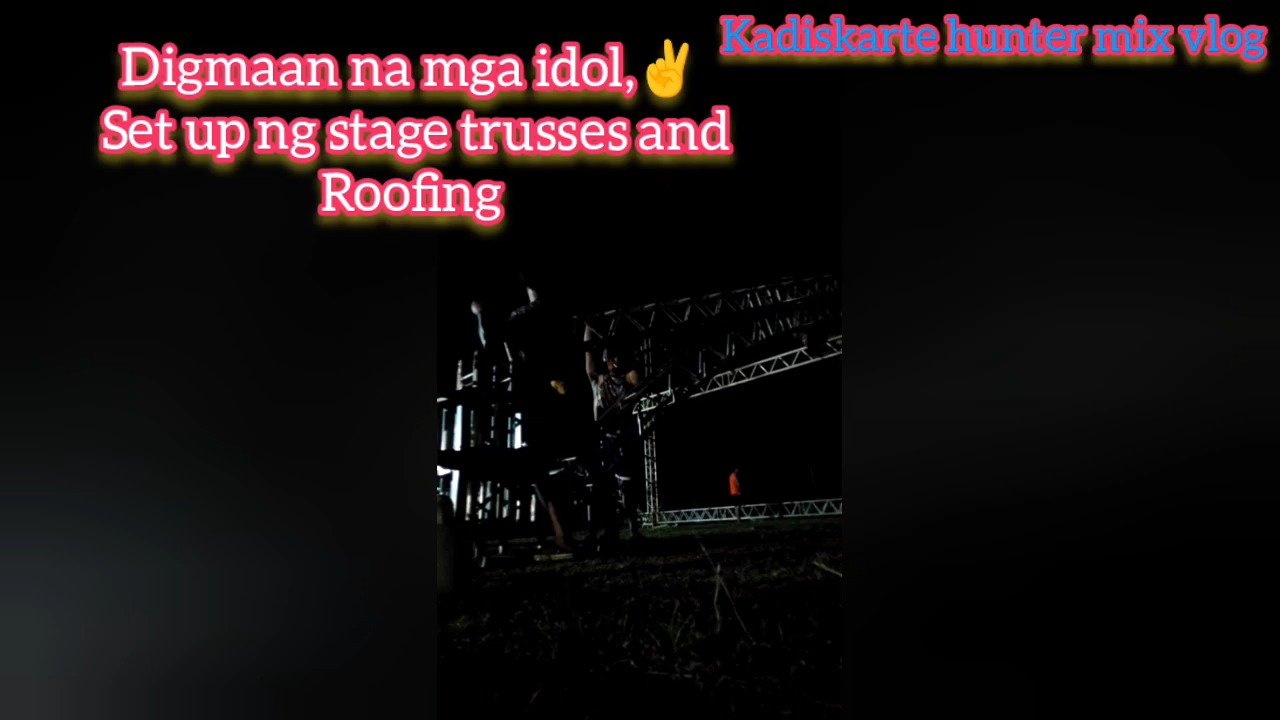 Kadiskarte hunter mix vlog
Digmaan na mga idol,✌
Set up ng stage trusses and
Roofing